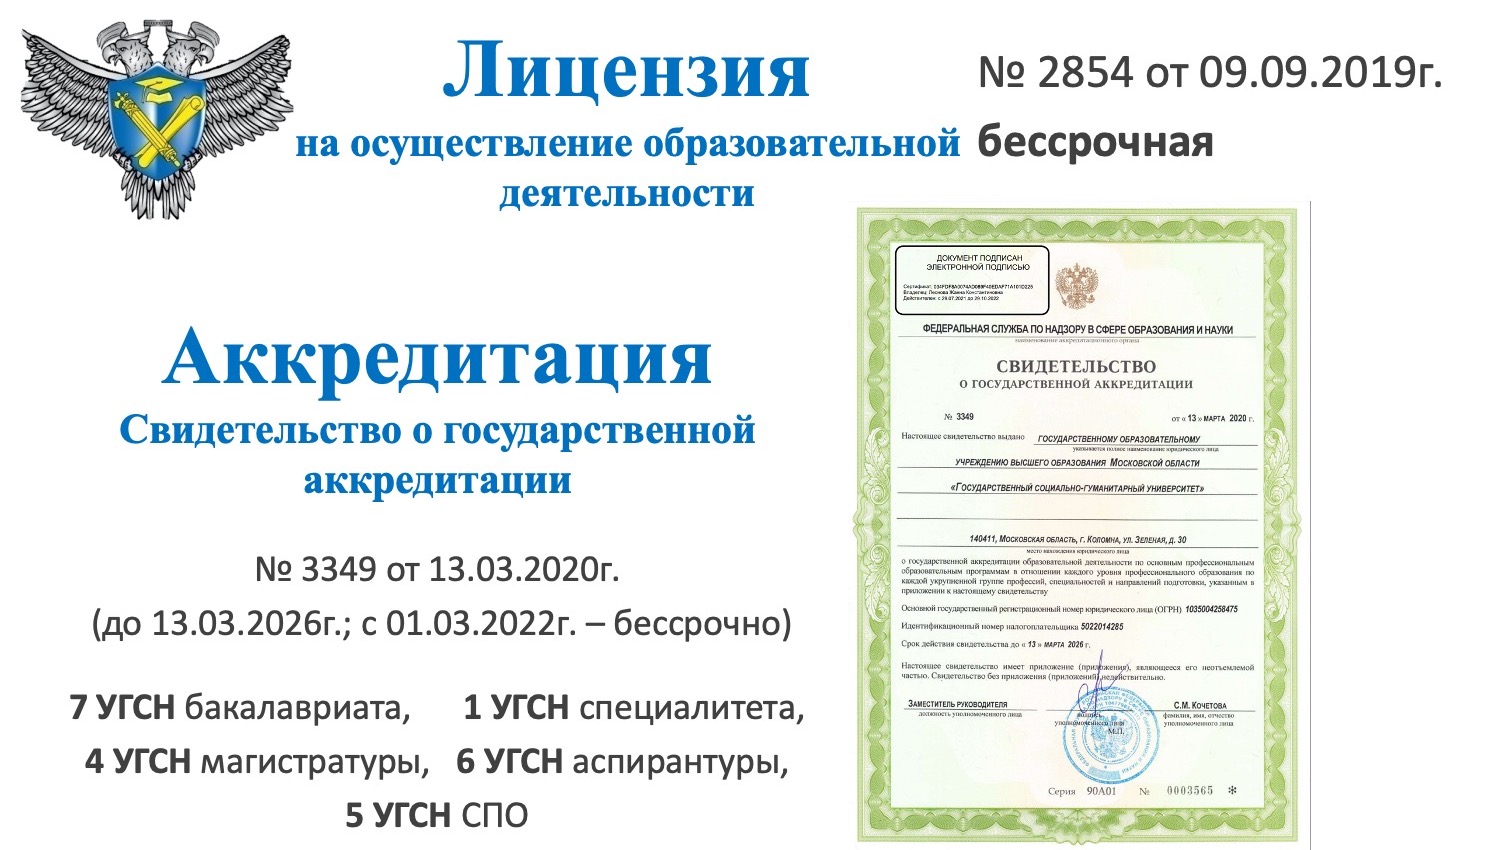 Лицензия
на осуществление образовательной
деятельности
№ 2854 от 09.09.2019г.
бессрочная
Аккредитация
Свидетельство о государственной
аккредитации
№ 3349 от 13.03.2020г.
(до 13.03.2026г.; с 01.03.2022г. – бессрочно)
7 УГСН бакалавриата, 1 УГСН специалитета,
4 УГСН магистратуры, 6 УГСН аспирантуры,
5 УГСН СПО
ДОКУМЕНТ ПОДПИСАН
ЭЛЕКТРОННОЙ ПОДПИСЬЮ
Владелец: Леонова Жанна Константиновна
Действителен: с 29.07.2021 до 29.10.2022
ФЕДЕРАЛЬНАЯ СЛУЖБА ПО НАДЗОРУ В СФЕРЕ ОБРАЗОВАНИЯ И НАУКИ
наименование аккредитационного органа
СВИДЕТЕЛЬСТВО
О ГОСУДАРСТВЕННОЙ АККРЕДИТАЦИИ
№ 3349 от « 13 » МАРТА 2020 г.
Настоящее свидетельство выдано ГОСУДАРСТВЕННОМУ ОБРАЗОВАТЕЛЬНОМУ
указывается полное наименование юридического лица
УЧРЕЖДЕНИЮ ВЫСШЕГО ОБРАЗОВАНИЯ МОСКОВСКОЙ ОБЛАСТИ
«ГОСУДАРСТВЕННЫЙ СОЦИАЛЬНО-ГУМАНИТАРНЫЙ УНИВЕРСИТЕТ»
140411, МОСКОВСКАЯ ОБЛАСТЬ, Г. КОЛОМНА, УЛ. ЗЕЛЕНАЯ, Д. 30
место нахождения юридического лица
о государственной аккредитации образовательной деятельности по основным профессиональным
образовательным программам в отношении каждого уровня профессионального образования по
каждой укрупненной группе профессий, специальностей и направлений подготовки, указанным в
приложении к настоящему свидетельству
Основной государственный регистрационный номер юридического лица (ОГРН) 1035004258475
Идентификационный номер налогоплательщика 5022014285
Срок действия свидетельства до « 13 » МАРТА 2026 г.
Настоящее свидетельство имеет приложение (приложения), являющееся его неотъемлемой
частью. Свидетельство без приложения (приложений) недействительно.
ЗАМЕСТИТЕЛЬ РУКОВОДИТЕЛЯ С.М. КОЧЕТОВА
должность уполномоченного лица подпись уполномоченного лица фамилия, имя, отчество уполномоченного лица
М.П.
Серия 90А01 № 0003565 *